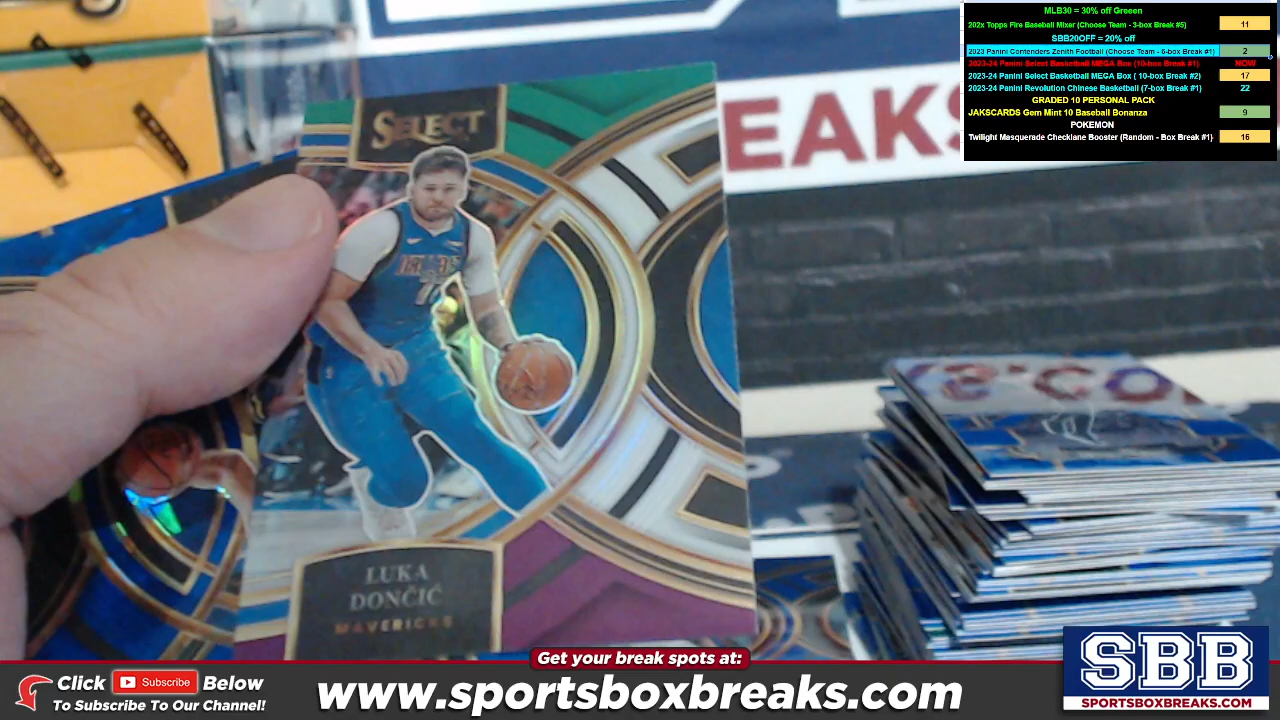 MLB30 = 30% off Greeen
202x Topps Fire Baseball Mixer (Choose Team - 3-box Break #5) 11
SBB20OFF = 20% off
2023 Panini Contenders Zenith Football (Choose Team - 6-box Break #1) 2
2023-24 Panini Select Basketball MEGA Box (10-box Break #1) NOW
2023-24 Panini Select Basketball MEGA Box ( 10-box Break #2) 17
2023-24 Panini Revolution Chinese Basketball (7-box Break #1) 22
GRADED 10 PERSONAL PACK
JAKSCARDS Gem Mint 10 Baseball Bonanza 9
POKEMON
Twilight Masquerade Checklane Booster (Random - Box Break #1) 16
SELECT
EAKS
DALLAS
LUKA
DONČIĆ
MAVERICKS
Get your break spots at:
Click Subscribe Below
To Subscribe To Our Channel!
www.sportsboxbreaks.com
SBB
SPORTSBOXBREAKS.COM